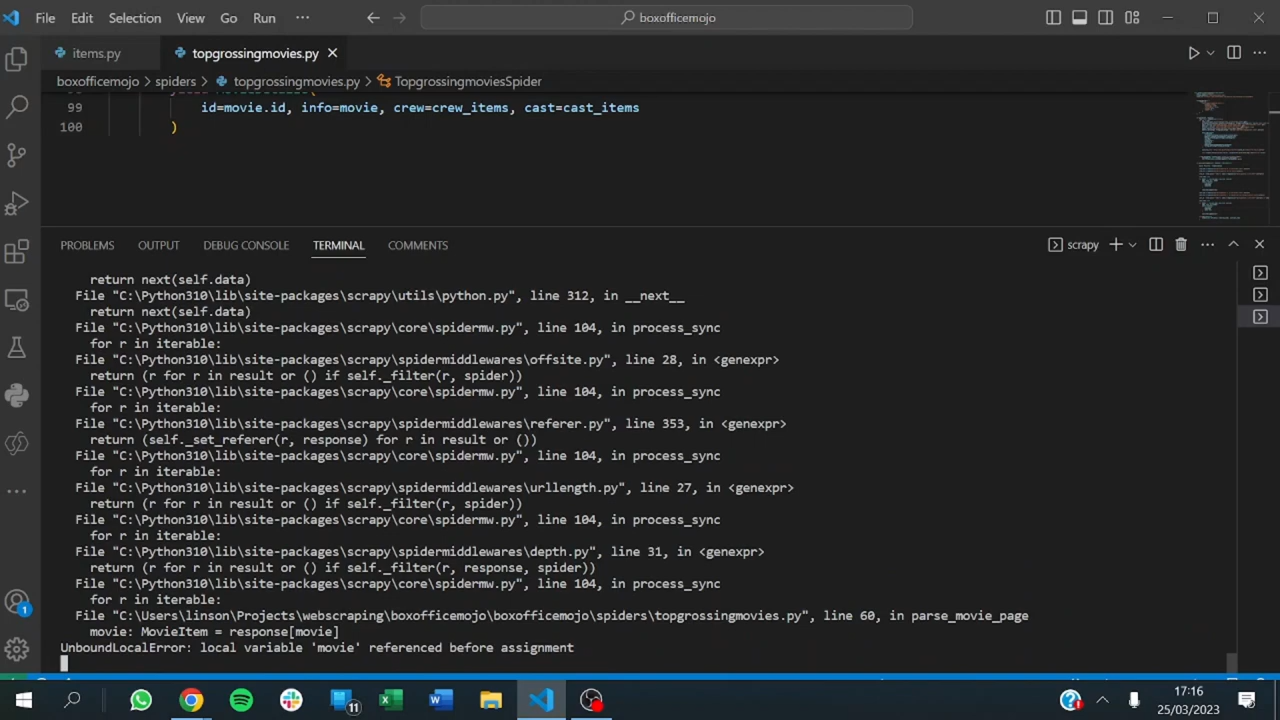 File Edit Selection View Go Run ··· boxofficemojo
items.py topgrossingmovies.py
boxofficemojo > spiders > topgrossingmovies.py > TopgrossingmoviesSpider
99 id=movie.id, info=movie, crew=crew_items, cast=cast_items
100 )
PROBLEMS OUTPUT DEBUG CONSOLE TERMINAL COMMENTS scrapy
return next(self.data)
File "C:\Python310\lib\site-packages\scrapy\utils\python.py", line 312, in __next__
return next(self.data)
File "C:\Python310\lib\site-packages\scrapy\core\spidermw.py", line 104, in process_sync
for r in iterable:
File "C:\Python310\lib\site-packages\scrapy\spidermiddlewares\offsite.py", line 28, in <genexpr>
return (r for r in result or () if self._filter(r, spider))
File "C:\Python310\lib\site-packages\scrapy\core\spidermw.py", line 104, in process_sync
for r in iterable:
File "C:\Python310\lib\site-packages\scrapy\spidermiddlewares\referer.py", line 353, in <genexpr>
return (self._set_referer(r, response) for r in result or ())
File "C:\Python310\lib\site-packages\scrapy\core\spidermw.py", line 104, in process_sync
for r in iterable:
File "C:\Python310\lib\site-packages\scrapy\spidermiddlewares\urllength.py", line 27, in <genexpr>
return (r for r in result or () if self._filter(r, spider))
File "C:\Python310\lib\site-packages\scrapy\core\spidermw.py", line 104, in process_sync
for r in iterable:
File "C:\Python310\lib\site-packages\scrapy\spidermiddlewares\depth.py", line 31, in <genexpr>
return (r for r in result or () if self._filter(r, response, spider))
File "C:\Python310\lib\site-packages\scrapy\core\spidermw.py", line 104, in process_sync
for r in iterable:
File "C:\Users\linson\Projects\webscraping\boxofficemojo\boxofficemojo\spiders\topgrossingmovies.py", line 60, in parse_movie_page
movie: MovieItem = response[movie]
UnboundLocalError: local variable 'movie' referenced before assignment
1
11
17:16
25/03/2023